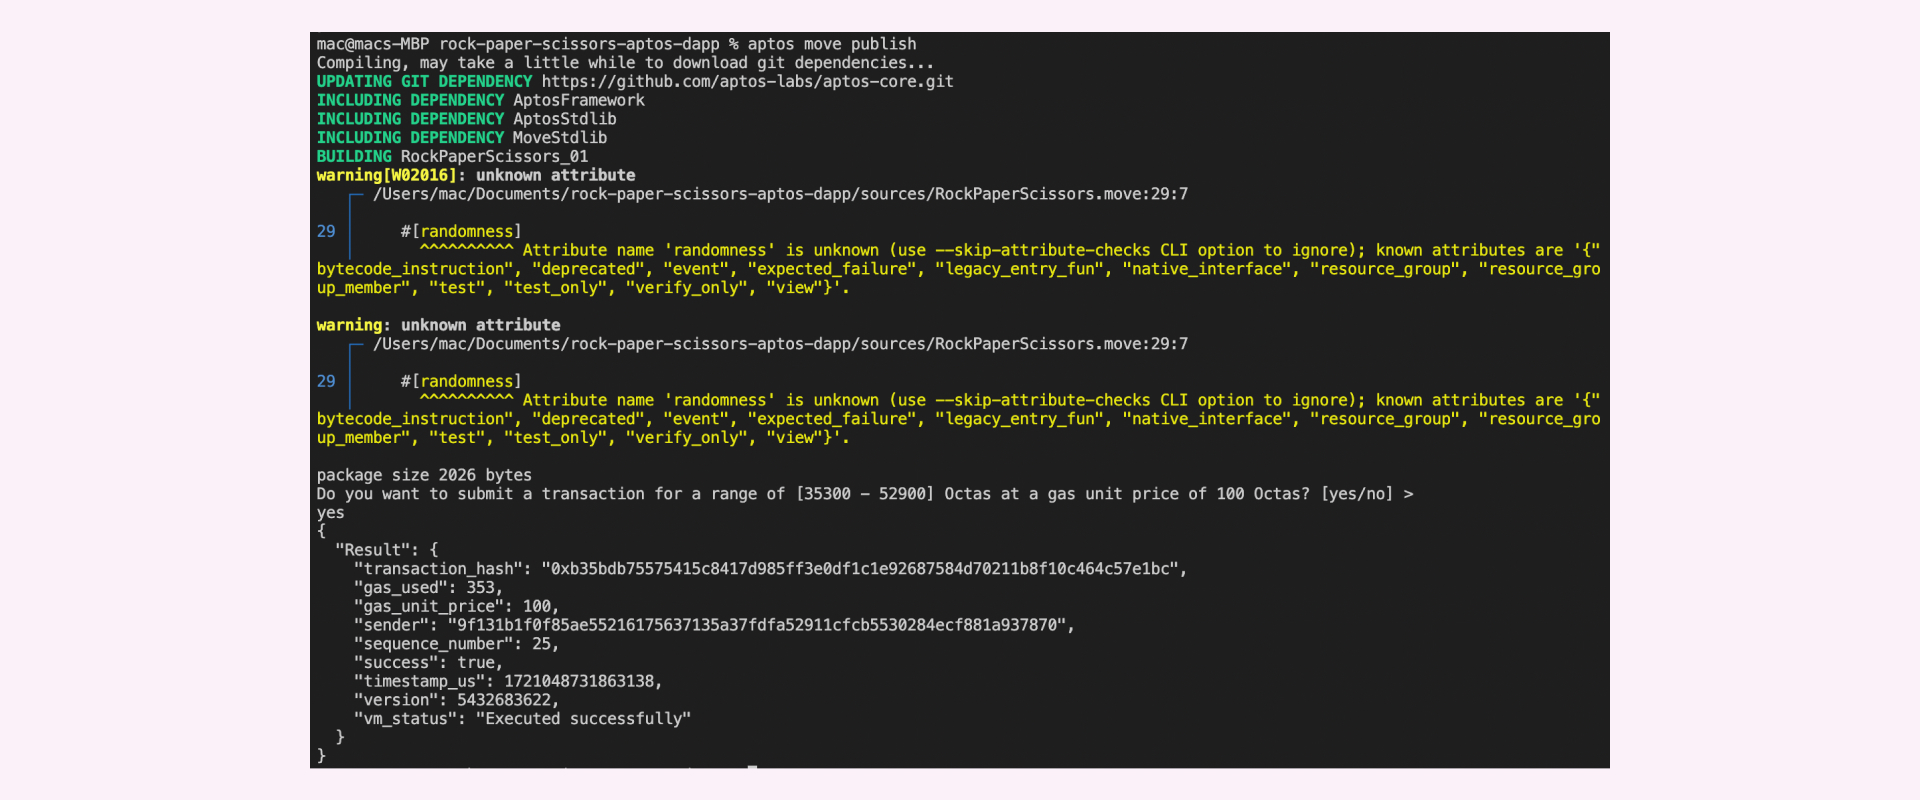 mac@macs-MBP rock-paper-scissors-aptos-dapp % aptos move publish
Compiling, may take a little while to download git dependencies...
UPDATING GIT DEPENDENCY https://github.com/aptos-labs/aptos-core.git
INCLUDING DEPENDENCY AptosFramework
INCLUDING DEPENDENCY AptosStdlib
INCLUDING DEPENDENCY MoveStdlib
BUILDING RockPaperScissors_01
warning[W02016]: unknown attribute
/Users/mac/Documents/rock-paper-scissors-aptos-dapp/sources/RockPaperScissors.move:29:7
29 #[randomness]
^^^^^^^^^^ Attribute name 'randomness' is unknown (use --skip-attribute-checks CLI option to ignore); known attributes are '{"
bytecode_instruction", "deprecated", "event", "expected_failure", "legacy_entry_fun", "native_interface", "resource_group", "resource_gro
up_member", "test", "test_only", "verify_only", "view"}'.
warning: unknown attribute
/Users/mac/Documents/rock-paper-scissors-aptos-dapp/sources/RockPaperScissors.move:29:7
29 #[randomness]
^^^^^^^^^^ Attribute name 'randomness' is unknown (use --skip-attribute-checks CLI option to ignore); known attributes are '{"
bytecode_instruction", "deprecated", "event", "expected_failure", "legacy_entry_fun", "native_interface", "resource_group", "resource_gro
up_member", "test", "test_only", "verify_only", "view"}'.
package size 2026 bytes
Do you want to submit a transaction for a range of [35300 - 52900] Octas at a gas unit price of 100 Octas? [yes/no] >
yes
{
"Result": {
"transaction_hash": "0xb35bdb75575415c8417d985ff3e0df1c1e92687584d70211b8f10c464c57e1bc",
"gas_used": 353,
"gas_unit_price": 100,
"sender": "9f131b1f0f85ae55216175637135a37fdfa52911cfcb5530284ecf881a937870",
"sequence_number": 25,
"success": true,
"timestamp_us": 1721048731863138,
"version": 5432683622,
"vm_status": "Executed successfully"
}
}